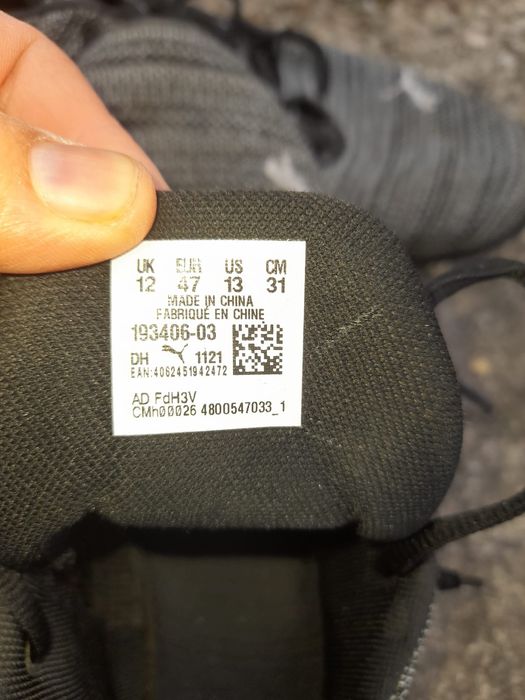 UK EUR US CM
12 47 13 31
MADE IN CHINA
FABRIQUÉ EN CHINE
193406-03
DH 1121
EAN:4062451942472
AD FdH3V
CMh00026 4800547033_1